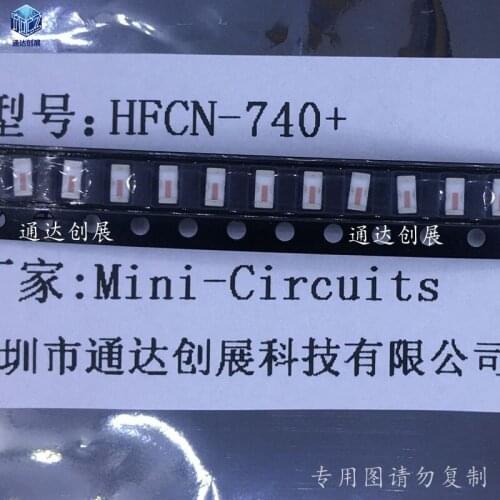 通达创展
型号:HFCN-740+
通达创展 通达创展
厂家:Mini-Circuits
圳市通达创展科技有限公司
专用图请勿复制